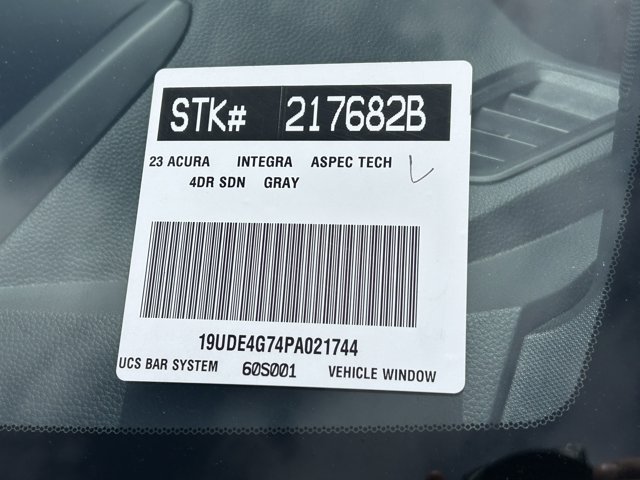 STK# 217682B
23 ACURA INTEGRA ASPEC TECH
4DR SDN GRAY
19UDE4G74PA021744
UCS BAR SYSTEM 60S001 VEHICLE WINDOW